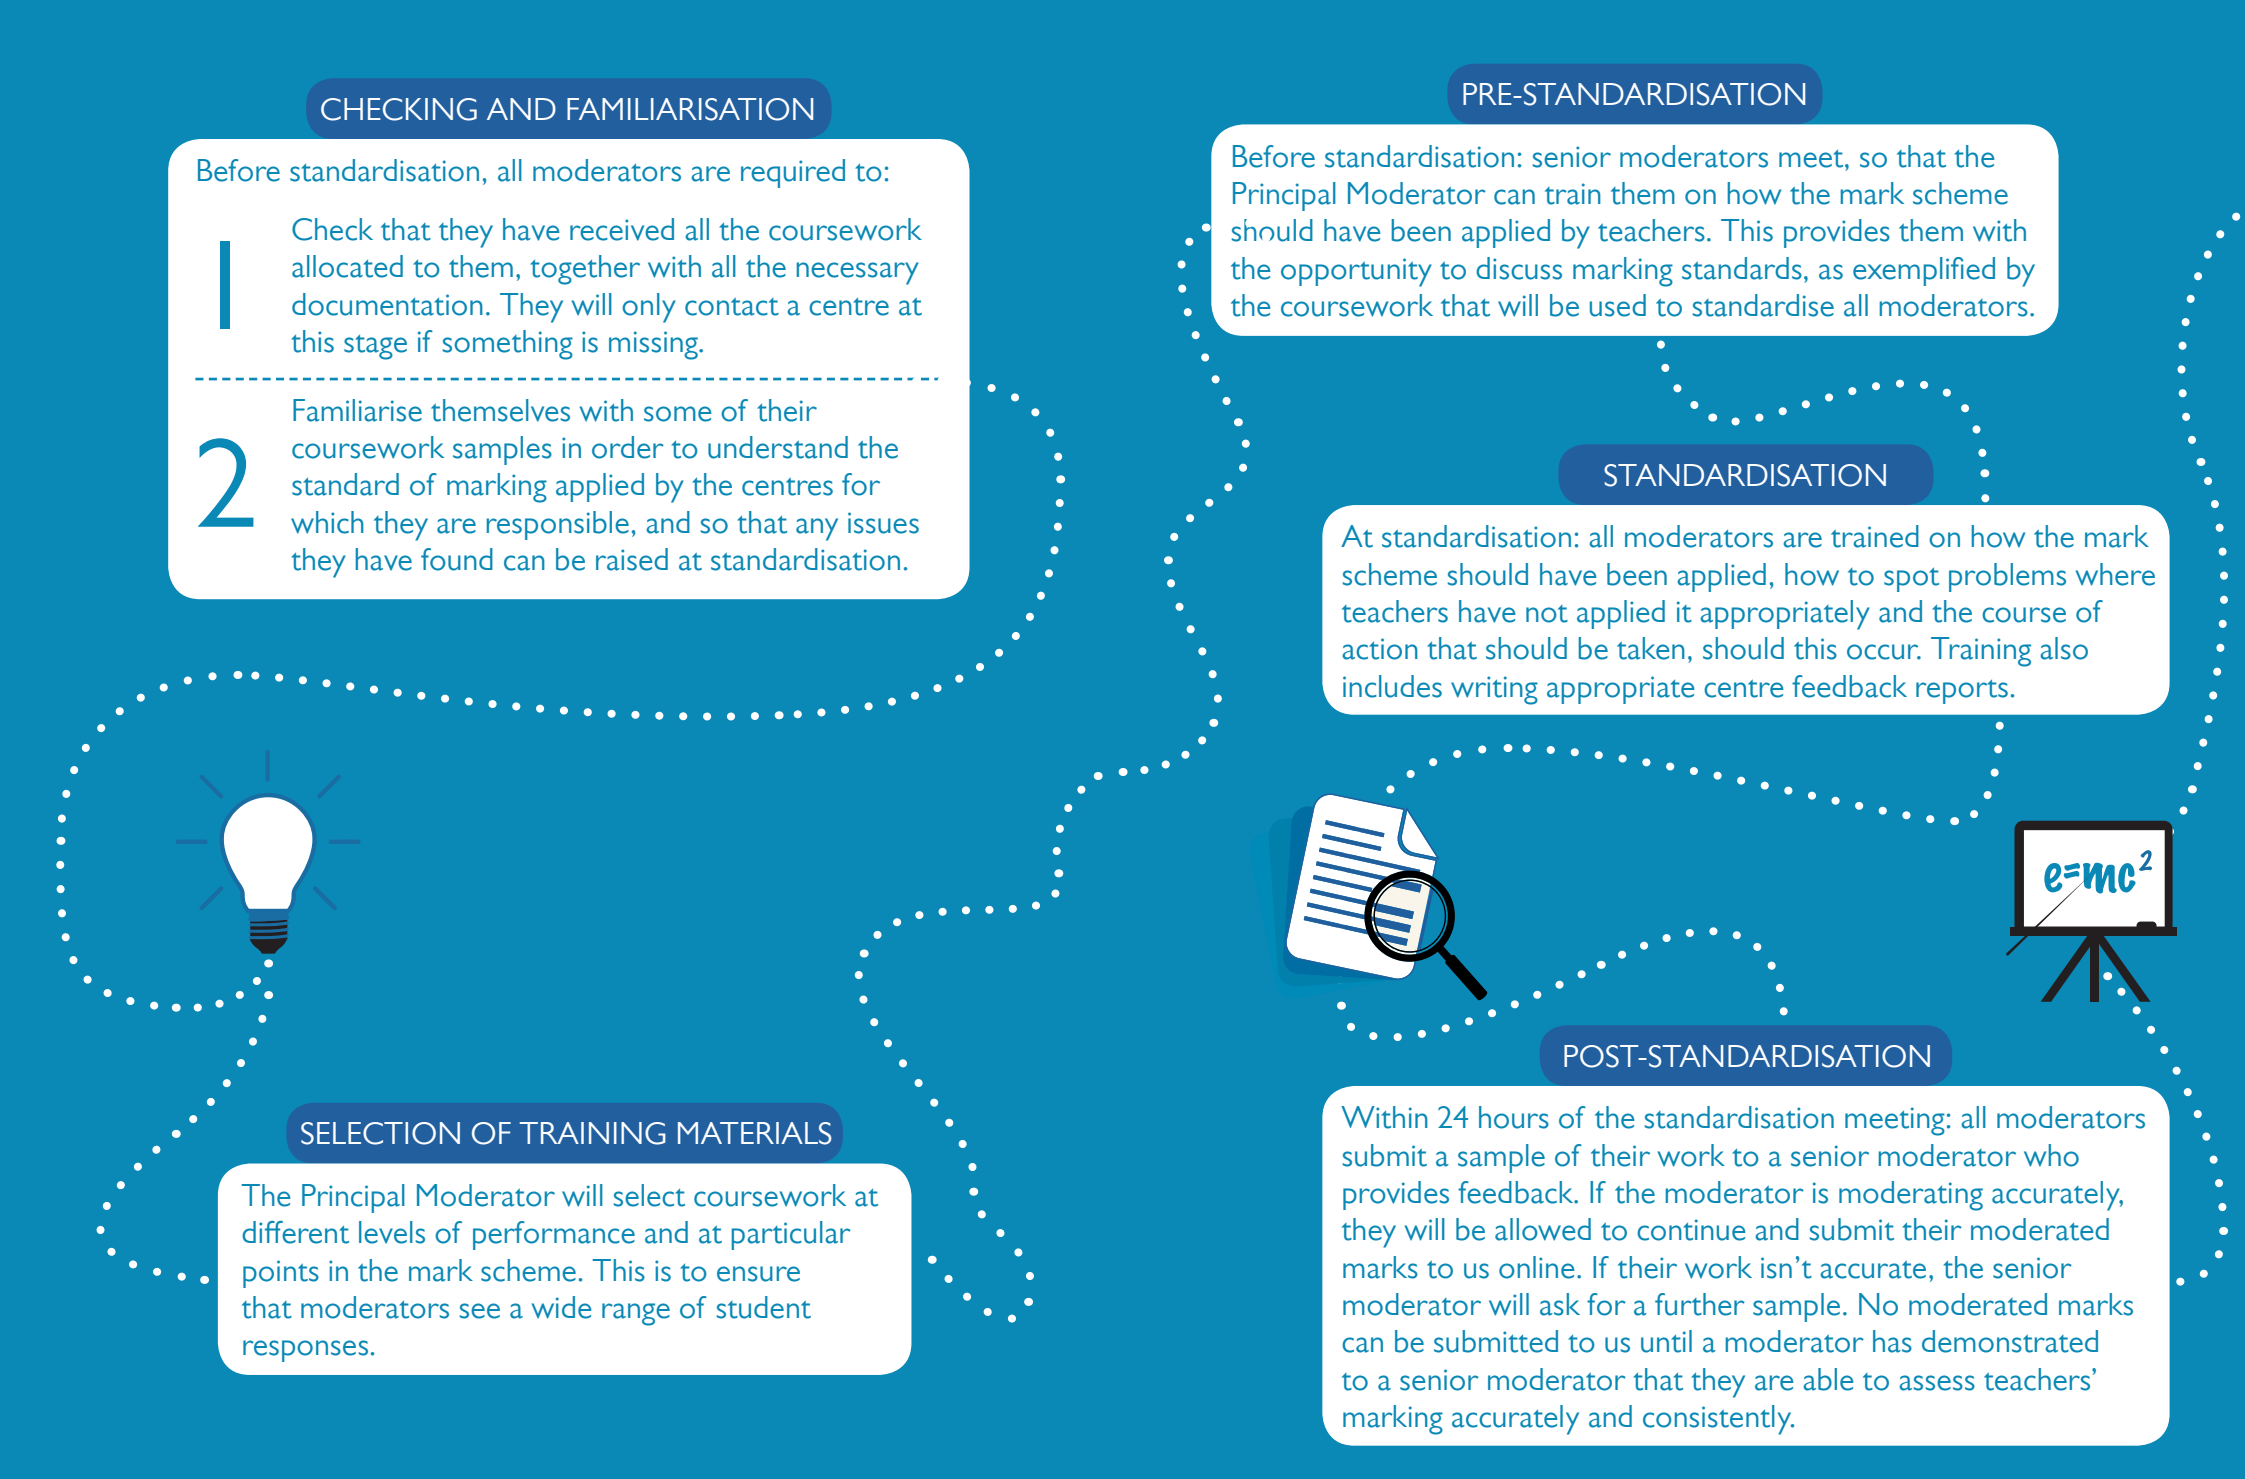 CHECKING AND FAMILIARISATION
Before standardisation, all moderators are required to:
1
Check that they have received all the coursework
allocated to them, together with all the necessary
documentation. They will only contact a centre at
this stage if something is missing.
2
Familiarise themselves with some of their
coursework samples in order to understand the
standard of marking applied by the centres for
which they are responsible, and so that any issues
they have found can be raised at standardisation.
SELECTION OF TRAINING MATERIALS
The Principal Moderator will select coursework at
different levels of performance and at particular
points in the mark scheme. This is to ensure
that moderators see a wide range of student
responses.
PRE-STANDARDISATION
Before standardisation: senior moderators meet, so that the
Principal Moderator can train them on how the mark scheme
should have been applied by teachers. This provides them with
the opportunity to discuss marking standards, as exemplified by
the coursework that will be used to standardise all moderators.
STANDARDISATION
At standardisation: all moderators are trained on how the mark
scheme should have been applied, how to spot problems where
teachers have not applied it appropriately and the course of
action that should be taken, should this occur. Training also
includes writing appropriate centre feedback reports.
e=mc²
POST-STANDARDISATION
Within 24 hours of the standardisation meeting: all moderators
submit a sample of their work to a senior moderator who
provides feedback. If the moderator is moderating accurately,
they will be allowed to continue and submit their moderated
marks to us online. If their work isn’t accurate, the senior
moderator will ask for a further sample. No moderated marks
can be submitted to us until a moderator has demonstrated
to a senior moderator that they are able to assess teachers’
marking accurately and consistently.